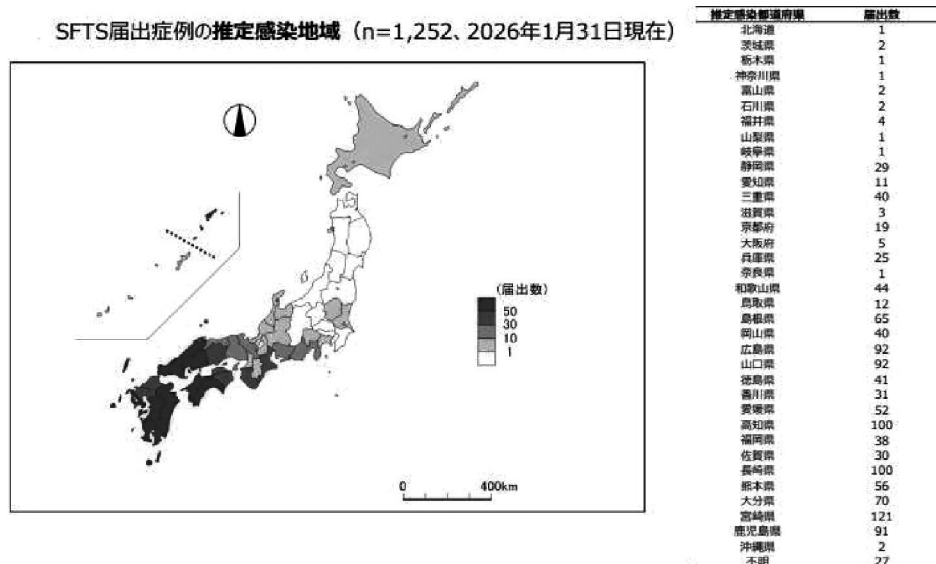 SFTS届出症例の推定感染地域（n=1,252、2026年1月31日現在）
（届出数）
50
30
10
1
0 400km
推定感染都道府県 届出数
北海道 1
茨城県 2
栃木県 1
神奈川県 1
富山県 2
石川県 2
福井県 4
山梨県 1
岐阜県 1
静岡県 29
愛知県 11
三重県 40
滋賀県 3
京都府 19
大阪府 5
兵庫県 25
奈良県 1
和歌山県 44
鳥取県 12
島根県 65
岡山県 40
広島県 92
山口県 92
徳島県 41
香川県 31
愛媛県 52
高知県 100
福岡県 38
佐賀県 30
長崎県 100
熊本県 56
大分県 70
宮崎県 121
鹿児島県 91
沖縄県 2
不明 27